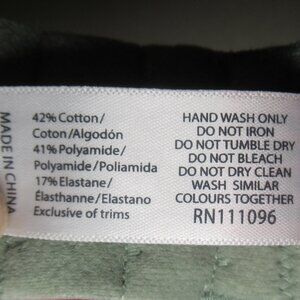 MADE IN CHINA
42% Cotton/
Coton/Algodón
41% Polyamide/
Polyamide/Poliamida
17% Elastane/
Élasthanne/Elastano
Exclusive of trims
HAND WASH ONLY
DO NOT IRON
DO NOT TUMBLE DRY
DO NOT BLEACH
DO NOT DRY CLEAN
WASH SIMILAR
COLOURS TOGETHER
RN111096